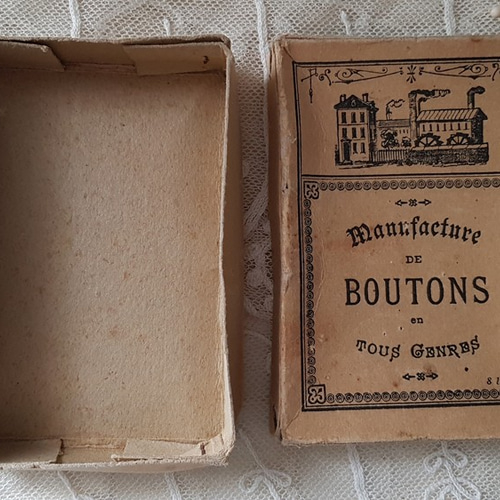 Manufacture
DE
BOUTONS
en
TOUS GENRES